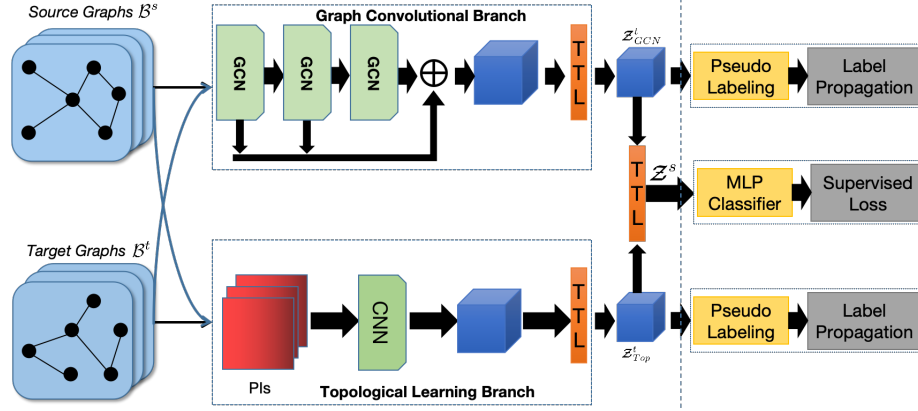 Source Graphs ℬˢ
Graph Convolutional Branch
GCN
GCN
GCN
⊕
T
T
L
𝒵ᵗ_GCN
Pseudo
Labeling
Label
Propagation
T
T
L
𝒵ˢ
MLP
Classifier
Supervised
Loss
Target Graphs ℬᵗ
PIs
CNN
T
T
L
𝒵ᵗ_Top
Pseudo
Labeling
Label
Propagation
Topological Learning Branch